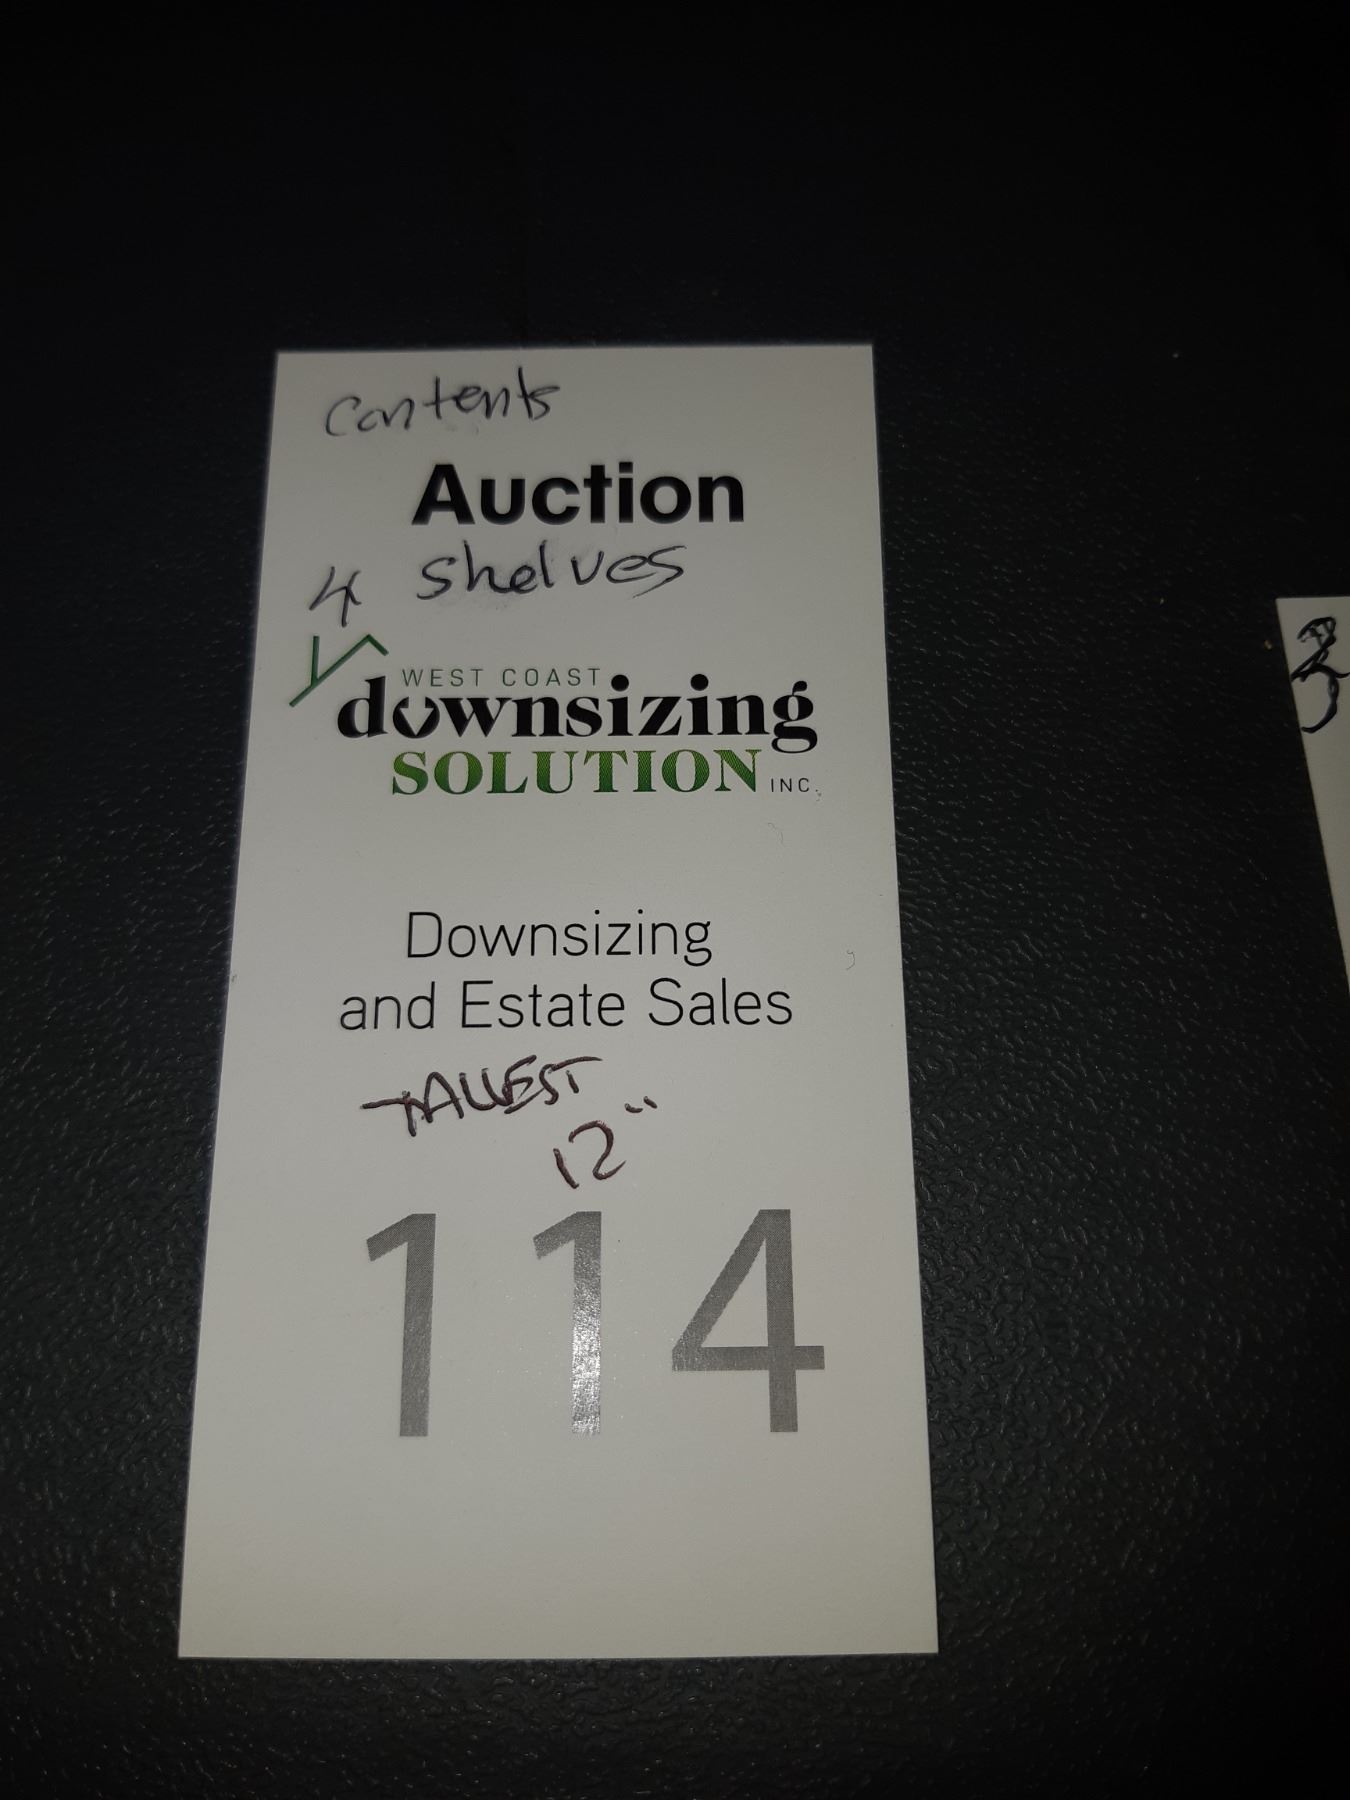 Contents
Auction
4 shelves
WEST COAST
downsizing
SOLUTION INC.
Downsizing
and Estate Sales
TALLEST
12"
114